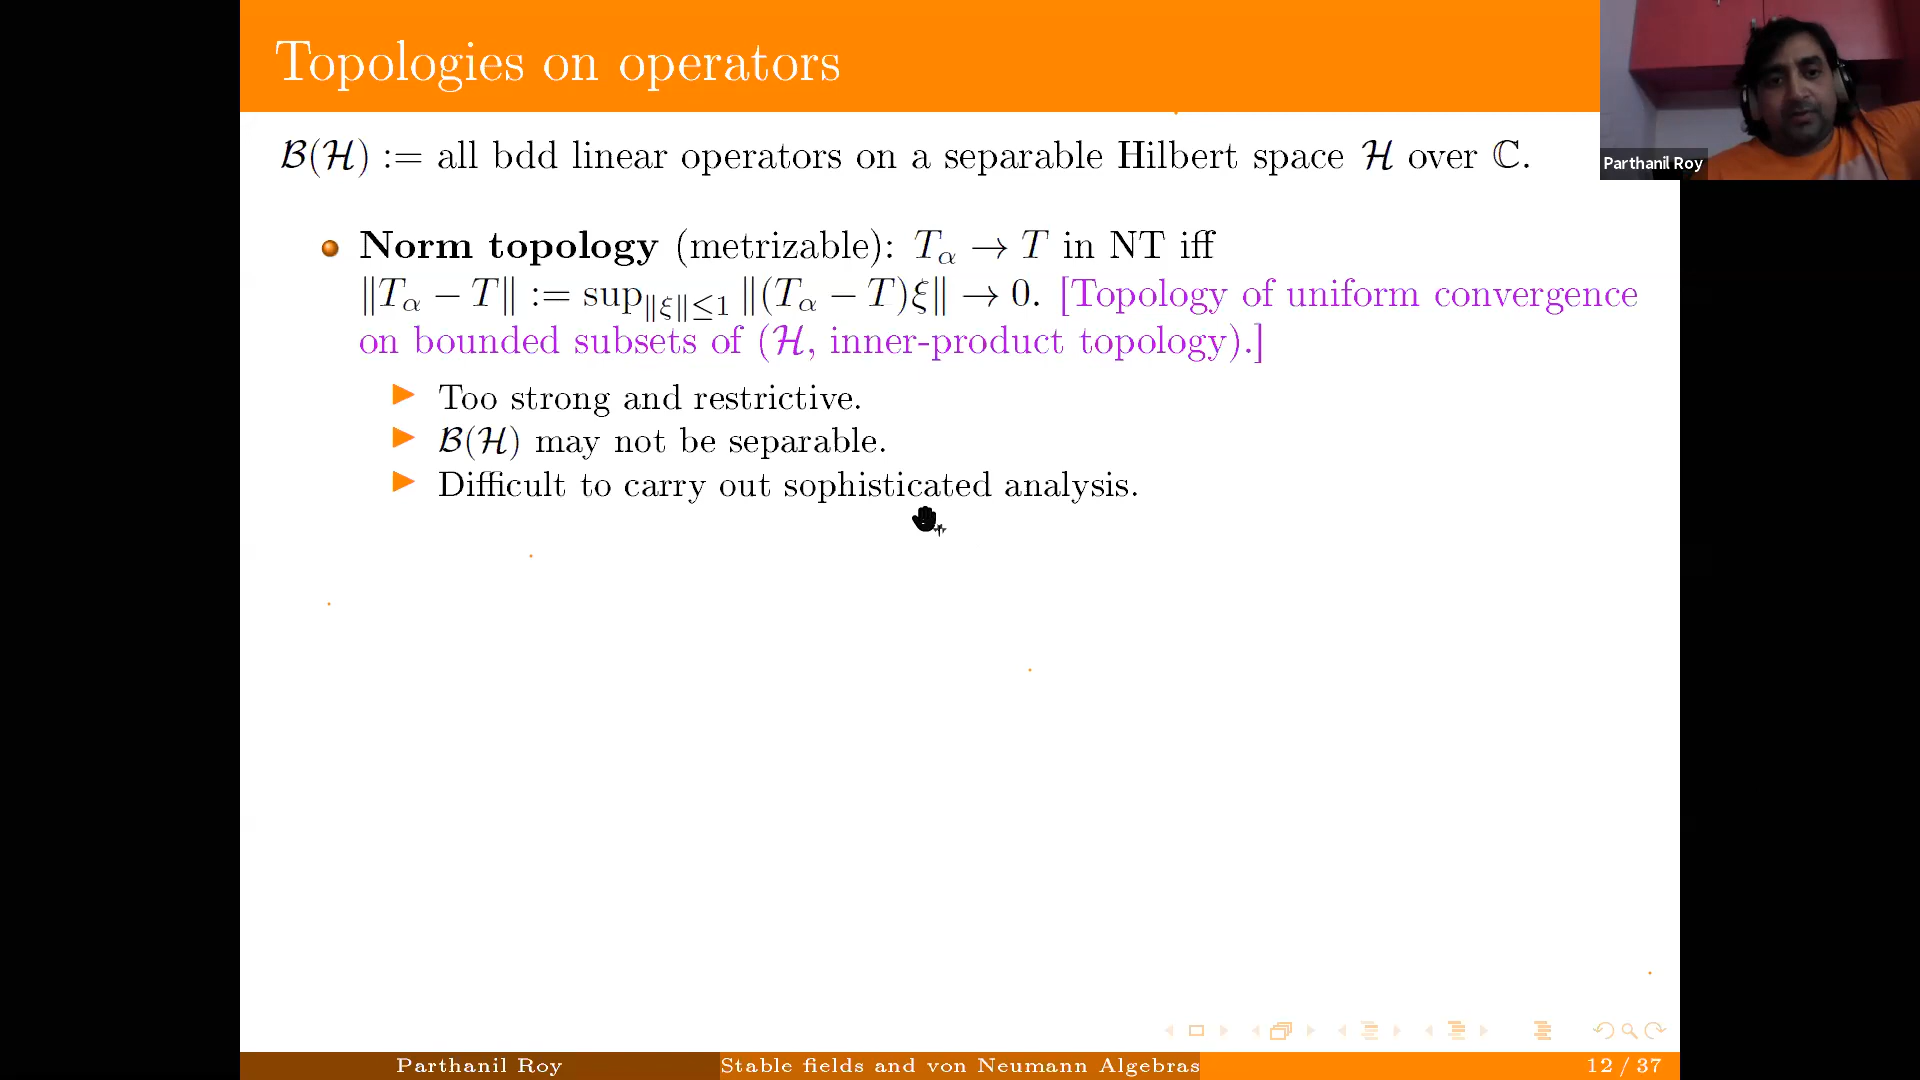 Topologies on operators
Parthanil Roy
ℬ(ℋ) := all bdd linear operators on a separable Hilbert space ℋ over ℂ.
Norm topology (metrizable): T_α → T in NT iff
‖T_α − T‖ := sup_{‖ξ‖≤1} ‖(T_α − T)ξ‖ → 0. [Topology of uniform convergence
on bounded subsets of (ℋ, inner-product topology).]
Too strong and restrictive.
ℬ(ℋ) may not be separable.
Difficult to carry out sophisticated analysis.
Parthanil Roy
Stable fields and von Neumann Algebras
12 / 37